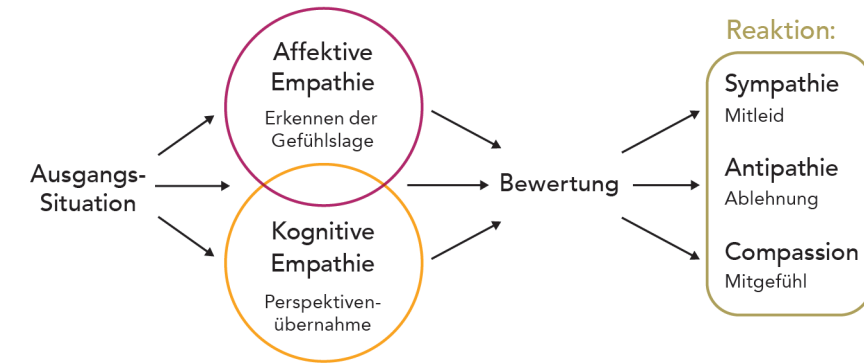 Ausgangs-
Situation
Affektive
Empathie
Erkennen der
Gefühlslage
Kognitive
Empathie
Perspektiven-
übernahme
Bewertung
Reaktion:
Sympathie
Mitleid
Antipathie
Ablehnung
Compassion
Mitgefühl